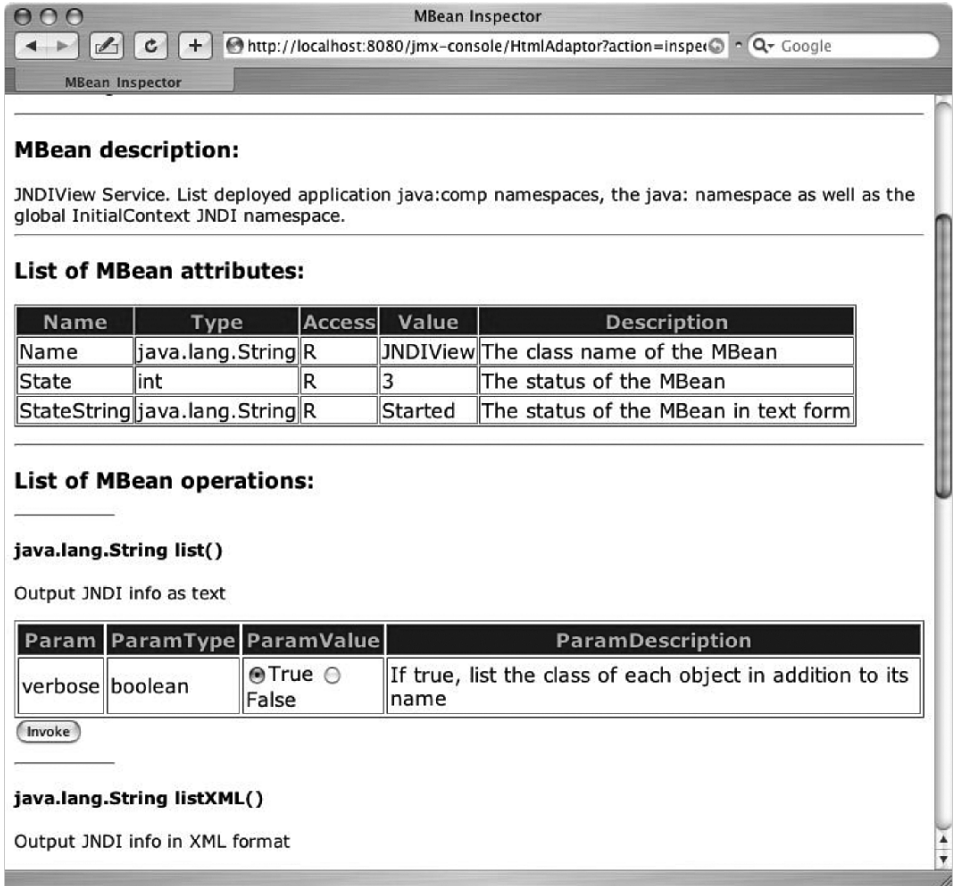 MBean Inspector
http://localhost:8080/jmx-console/HtmlAdaptor?action=inspe
Google
MBean Inspector
MBean description:
JNDIView Service. List deployed application java:comp namespaces, the java: namespace as well as the
global InitialContext JNDI namespace.
List of MBean attributes:
Name Type Access Value Description
Name java.lang.String R JNDIView The class name of the MBean
State int R 3 The status of the MBean
StateString java.lang.String R Started The status of the MBean in text form
List of MBean operations:
java.lang.String list()
Output JNDI info as text
Param ParamType ParamValue ParamDescription
verbose boolean True False If true, list the class of each object in addition to its
name
Invoke
java.lang.String listXML()
Output JNDI info in XML format